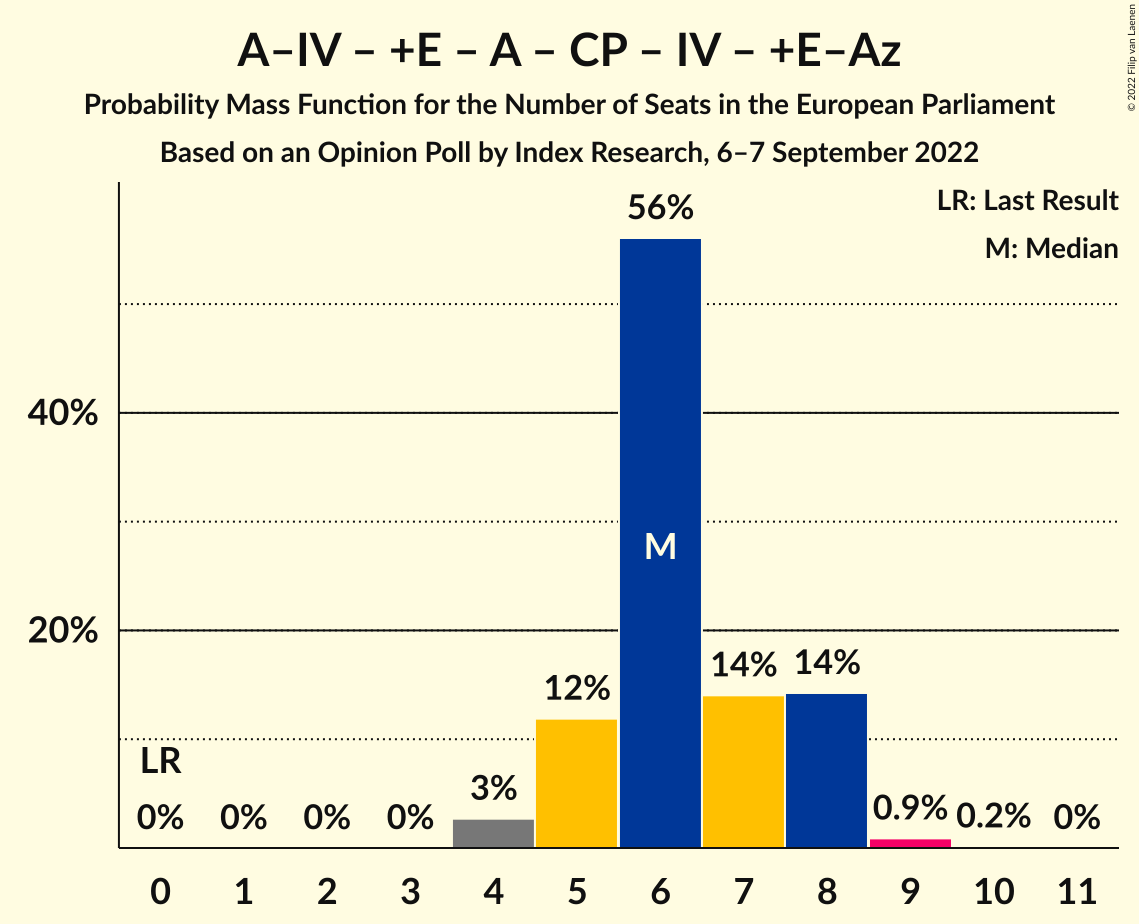 A–IV – +E – A – CP – IV – +E–Az
Probability Mass Function for the Number of Seats in the European Parliament
Based on an Opinion Poll by Index Research, 6–7 September 2022
© 2022 Filip van Laenen
LR: Last Result
M: Median
56%
40%
M
20%
14% 14%
12%
LR
3%
0% 0% 0% 0% 0.9% 0.2% 0%
0 1 2 3 4 5 6 7 8 9 10 11